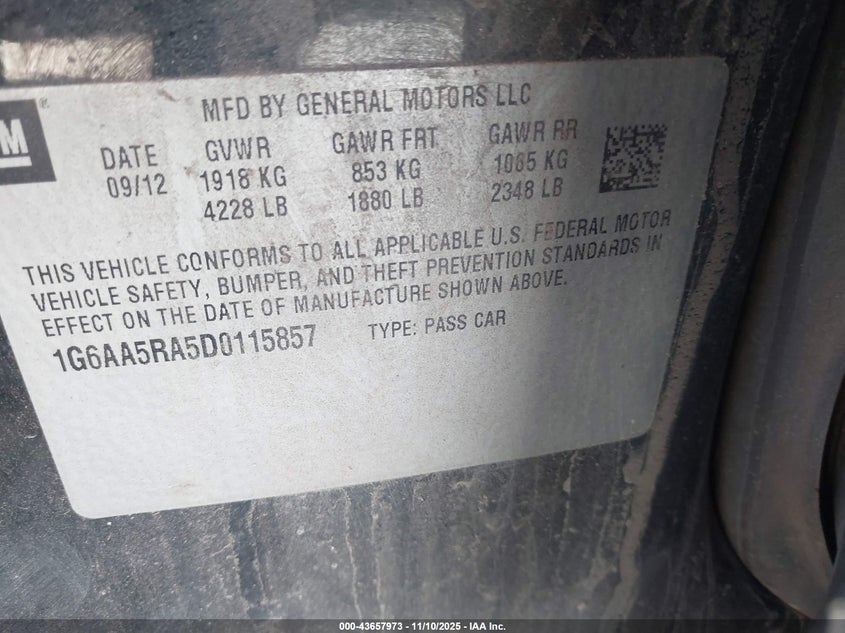 MFD BY GENERAL MOTORS LLC
M ®
DATE GVWR GAWR FRT GAWR RR
09/12 1918 KG 853 KG 1065 KG
4228 LB 1880 LB 2348 LB
THIS VEHICLE CONFORMS TO ALL APPLICABLE U.S. FEDERAL MOTOR
VEHICLE SAFETY, BUMPER, AND THEFT PREVENTION STANDARDS IN
EFFECT ON THE DATE OF MANUFACTURE SHOWN ABOVE.
1G6AA5RA5D0115857 TYPE: PASS CAR
000-43657973 - 11/10/2025 - IAA Inc.